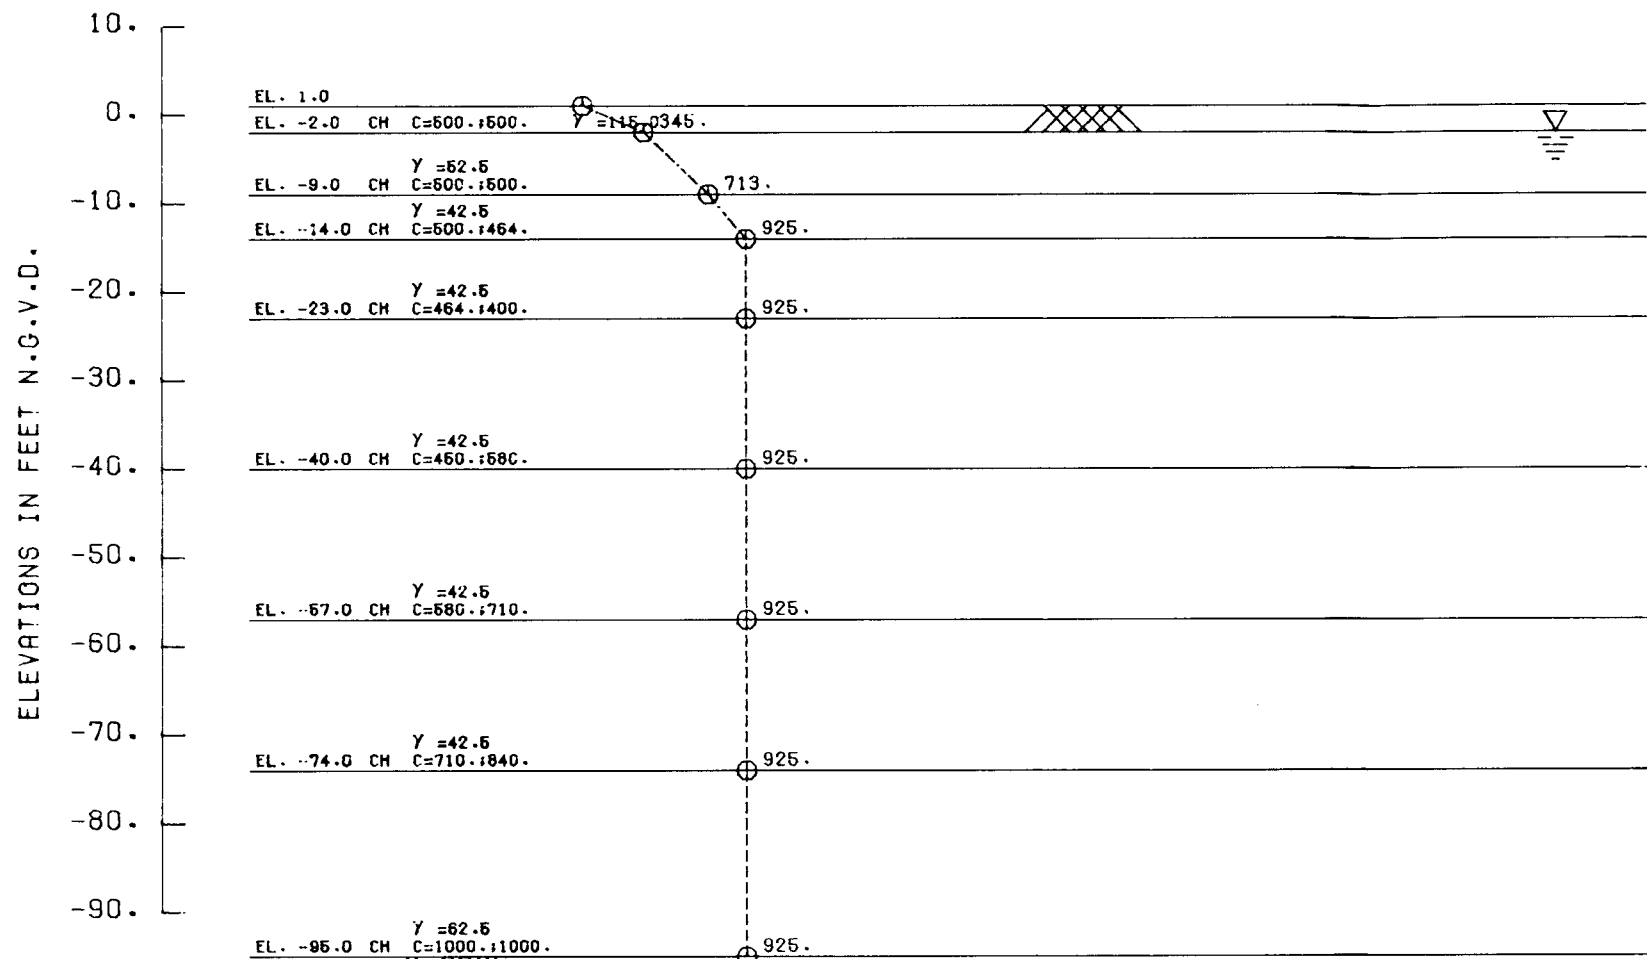 10.
EL. 1.0
0.
EL. -2.0 CH C=500.;500. γ =115.0345.
γ =52.5
EL. -9.0 CH C=500.;500. 713.
-10.
γ =42.5
EL. -14.0 CH C=500.;464. 925.
-20.
γ =42.5
EL. -23.0 CH C=464.;400. 925.
-30.
γ =42.5
EL. -40.0 CH C=450.;580. 925.
-40.
-50.
γ =42.5
EL. -57.0 CH C=580.;710. 925.
-60.
-70.
γ =42.5
EL. -74.0 CH C=710.;840. 925.
-80.
-90.
γ =62.5
EL. -95.0 CH C=1000.;1000. 925.
ELEVATIONS IN FEET N.G.V.D.